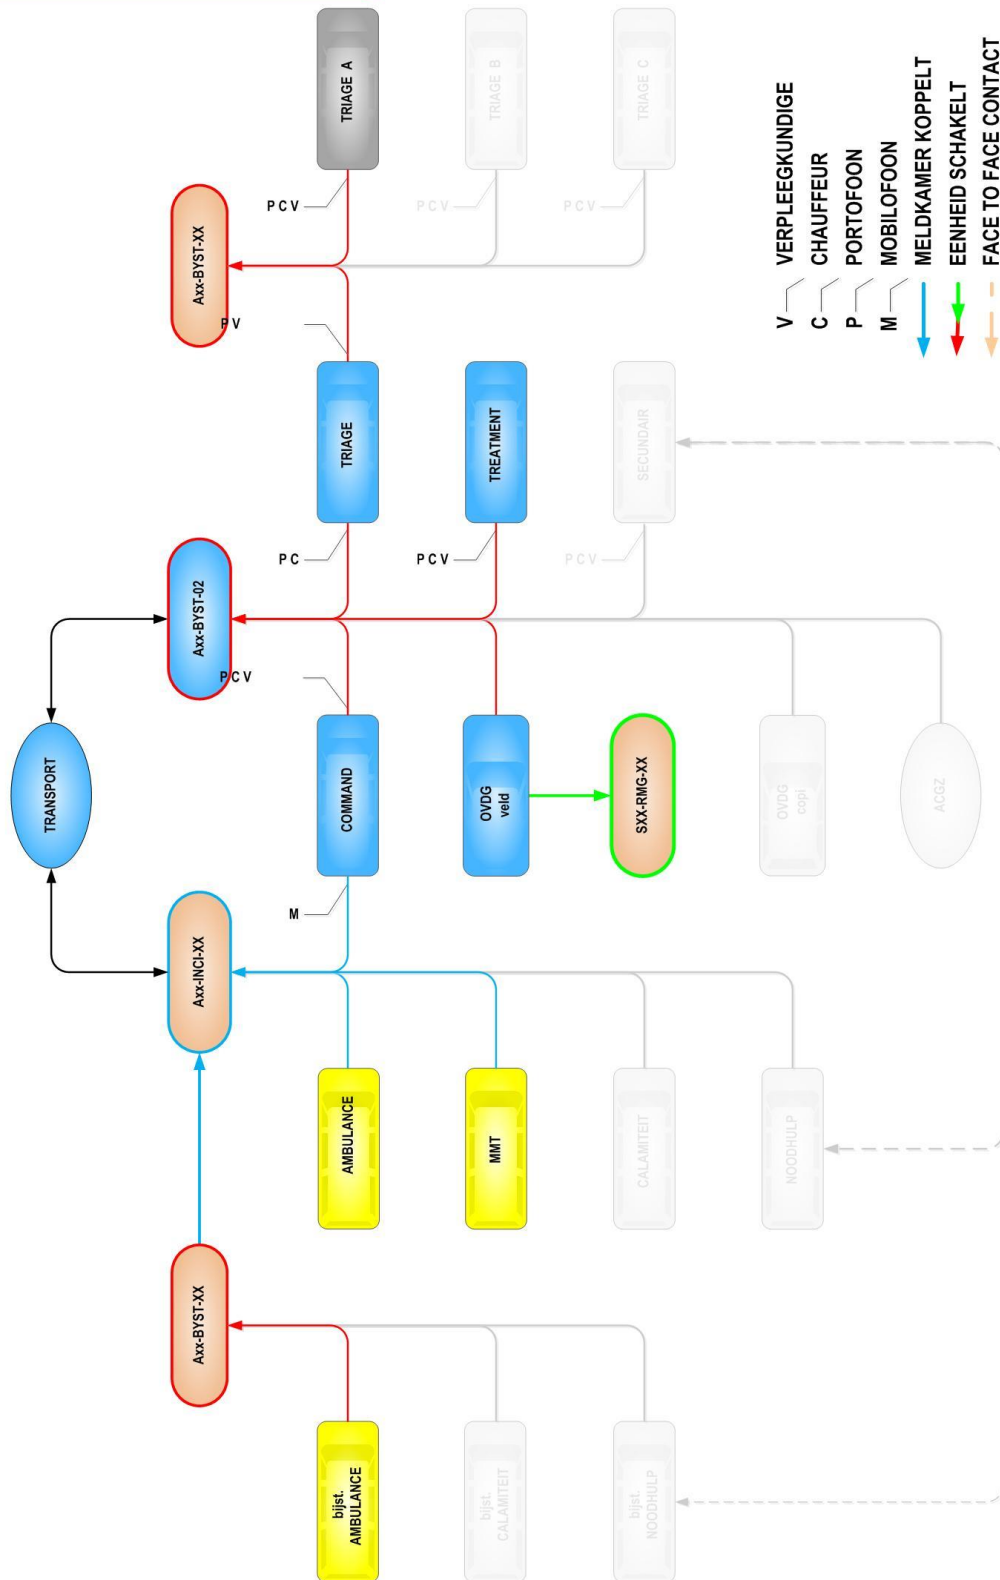 TRANSPORT
Axx-BYST-XX
Axx-INCI-XX
Axx-BYST-02
Axx-BYST-XX
M
P C V
P C
P V
P C V
bijst.
AMBULANCE
AMBULANCE
COMMAND
TRIAGE
TRIAGE A
P C V
P C V
bijst.
CALAMITEIT
MMT
OVDG
veld
TREATMENT
TRIAGE B
P C V
P C V
bijst.
NOODHULP
CALAMITEIT
SXX-RMG-XX
SECUNDAIR
TRIAGE C
NOODHULP
OVDG
copi
ACGZ
V VERPLEEGKUNDIGE
C CHAUFFEUR
P PORTOFOON
M MOBILOFOON
MELDKAMER KOPPELT
EENHEID SCHAKELT
FACE TO FACE CONTACT